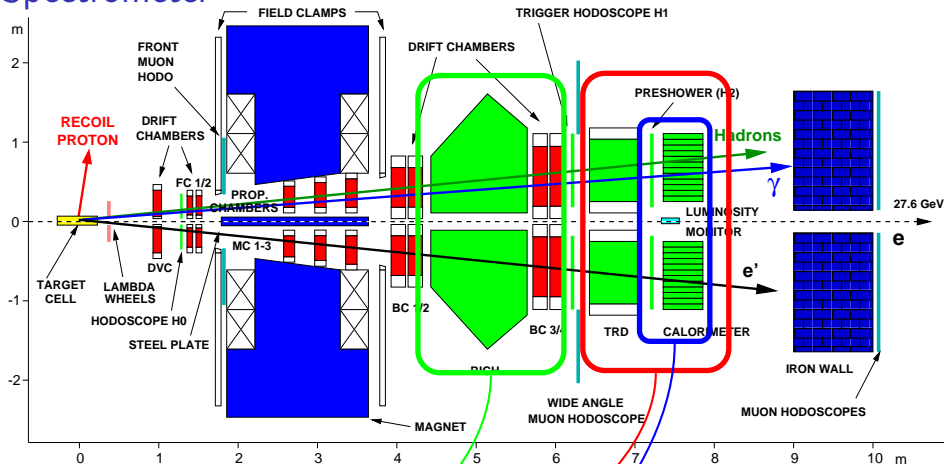 Spectrometer
FIELD CLAMPS
TRIGGER HODOSCOPE H1
m
FRONT
MUON
HODO
DRIFT CHAMBERS
2
PRESHOWER (H2)
RECOIL
PROTON
DRIFT
CHAMBERS
1
Hadrons
FC 1/2
γ
PROP
CHAMBERS
27.6 GeV
0
LUMINOSITY
MONITOR
e
MC 1-3
DVC
e'
TARGET
CELL
LAMBDA
WHEELS
-1
BC 1/2
HODOSCOPE H0
BC 3/4
TRD
CALORIMETER
STEEL PLATE
RICH
IRON WALL
-2
WIDE ANGLE
MUON HODOSCOPE
MUON HODOSCOPES
MAGNET
0 1 2 3 4 5 6 7 8 9 10 m